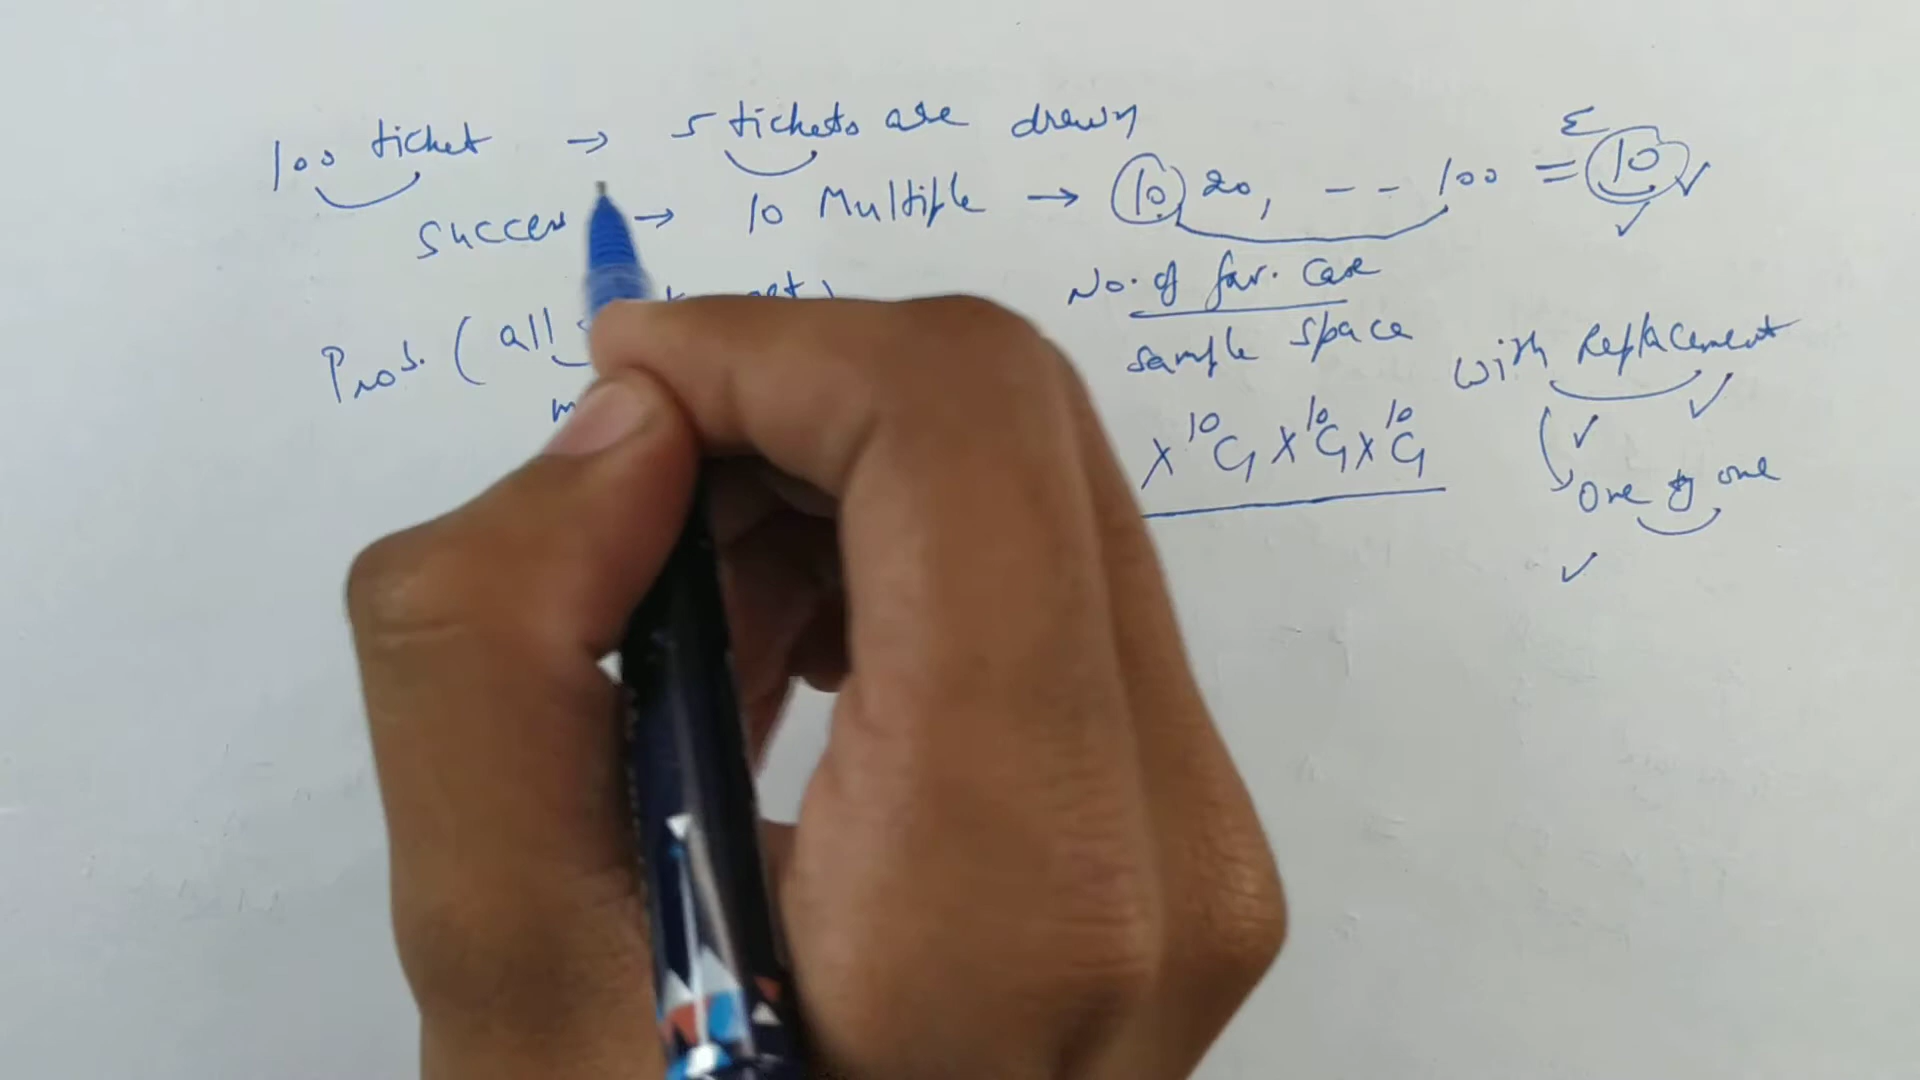 100 ticket → 5 tickets are drawn
success → 10 Multiple → 10 20, - - 100 = 10 Σ
Prob. ( all
No. of fav. case
sample space
with Replacement
One by one
X ¹⁰C₁ X ¹⁰C₁ X ¹⁰C₁